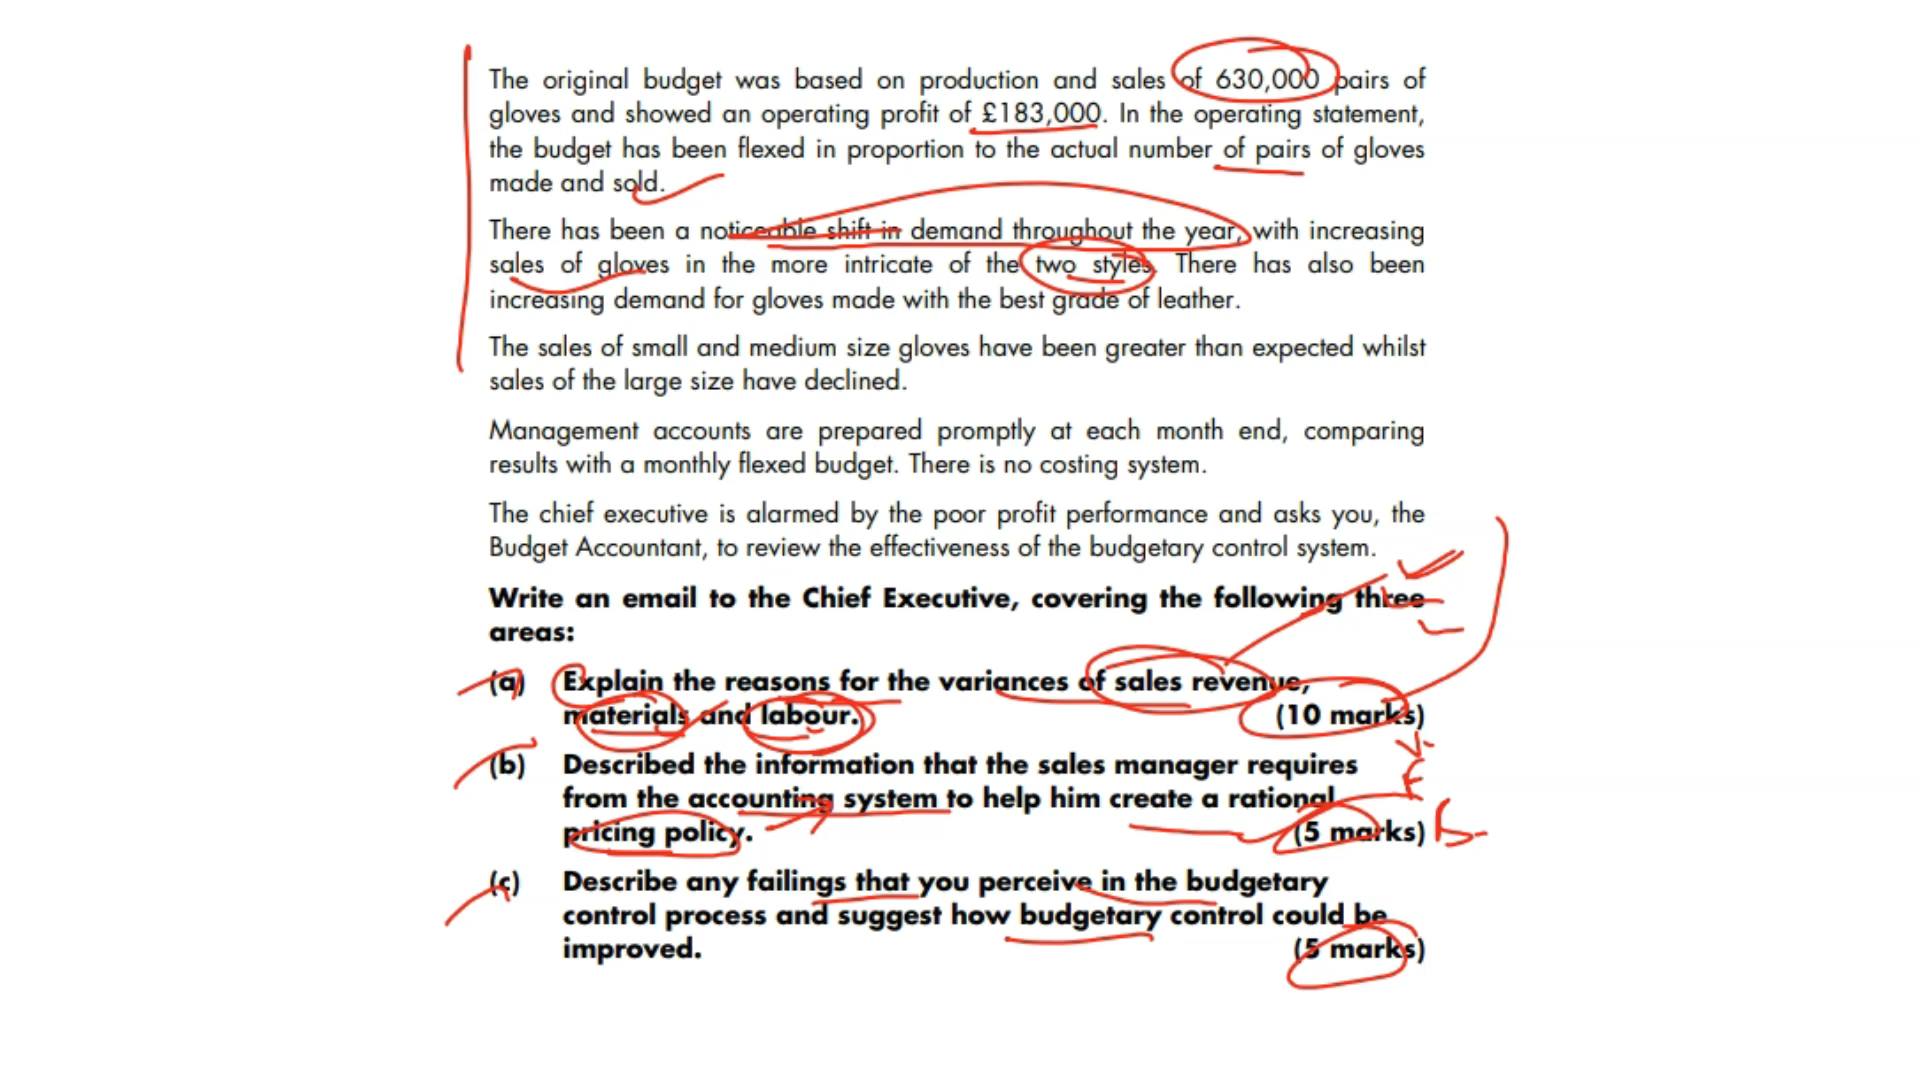 The original budget was based on production and sales of 630,000 pairs of
gloves and showed an operating profit of £183,000. In the operating statement,
the budget has been flexed in proportion to the actual number of pairs of gloves
made and sold.
There has been a noticeable shift in demand throughout the year, with increasing
sales of gloves in the more intricate of the two styles. There has also been
increasing demand for gloves made with the best grade of leather.
The sales of small and medium size gloves have been greater than expected whilst
sales of the large size have declined.
Management accounts are prepared promptly at each month end, comparing
results with a monthly flexed budget. There is no costing system.
The chief executive is alarmed by the poor profit performance and asks you, the
Budget Accountant, to review the effectiveness of the budgetary control system.
Write an email to the Chief Executive, covering the following three
areas:
(a) Explain the reasons for the variances of sales revenue,
materials and labour. (10 marks)
(b) Described the information that the sales manager requires
from the accounting system to help him create a rational
pricing policy. (5 marks)
(c) Describe any failings that you perceive in the budgetary
control process and suggest how budgetary control could be
improved. (5 marks)